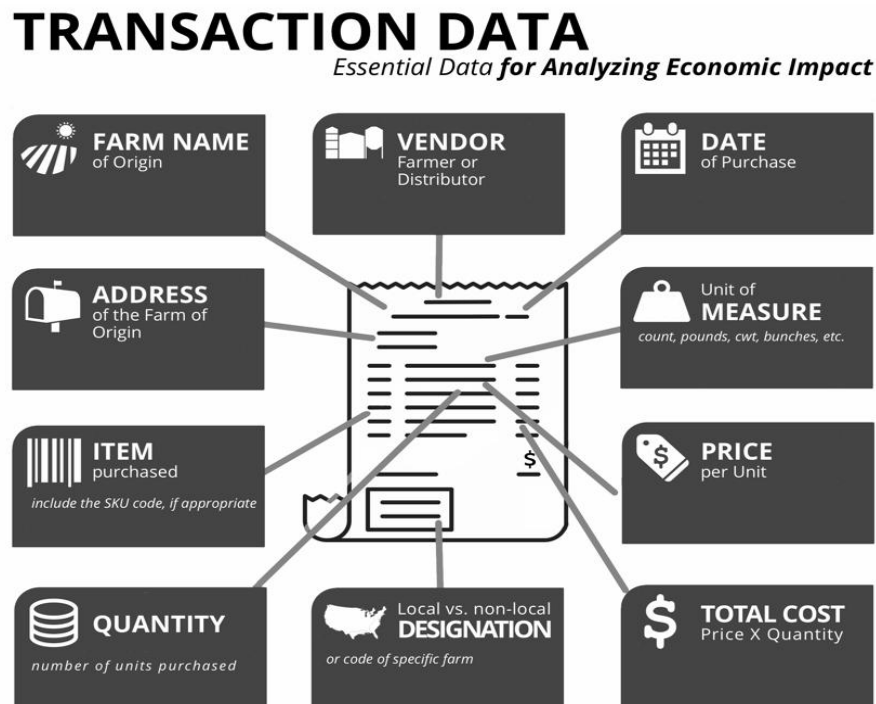 TRANSACTION DATA
Essential Data for Analyzing Economic Impact
FARM NAME
of Origin
VENDOR
Farmer or
Distributor
DATE
of Purchase
ADDRESS
of the Farm of
Origin
Unit of
MEASURE
count, pounds, cwt, bunches, etc.
ITEM
purchased
include the SKU code, if appropriate
$
$
PRICE
per Unit
QUANTITY
number of units purchased
Local vs. non-local
DESIGNATION
or code of specific farm
$
TOTAL COST
Price X Quantity